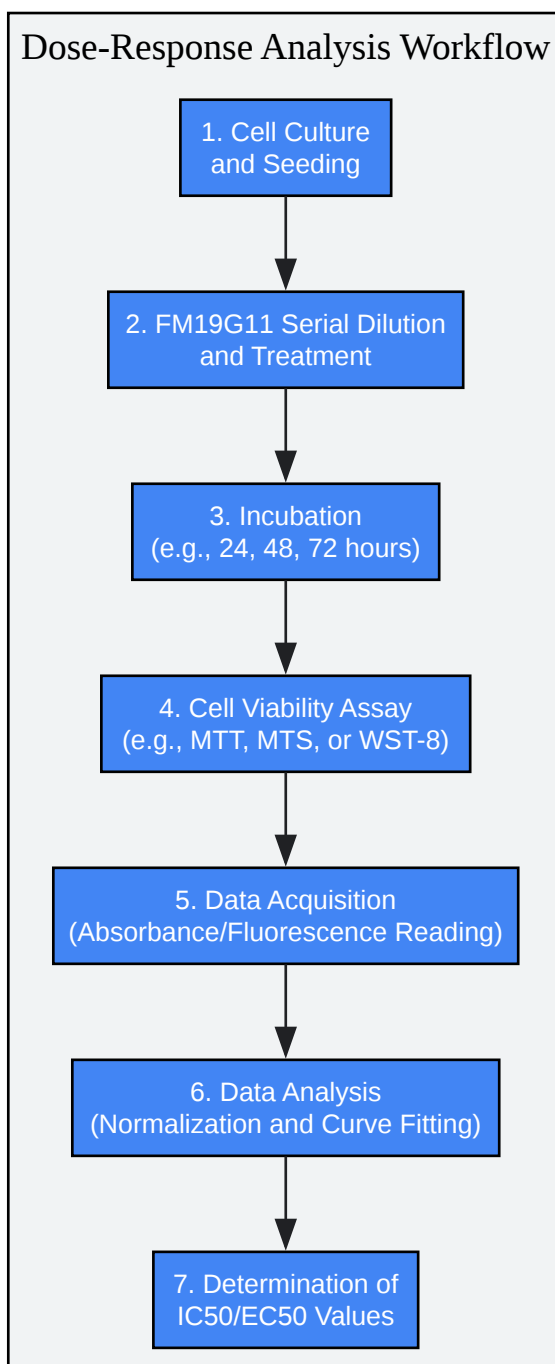 Dose-Response Analysis Workflow
1. Cell Culture
and Seeding
2. FM19G11 Serial Dilution
and Treatment
3. Incubation
(e.g., 24, 48, 72 hours)
4. Cell Viability Assay
(e.g., MTT, MTS, or WST-8)
5. Data Acquisition
(Absorbance/Fluorescence Reading)
6. Data Analysis
(Normalization and Curve Fitting)
7. Determination of
IC50/EC50 Values